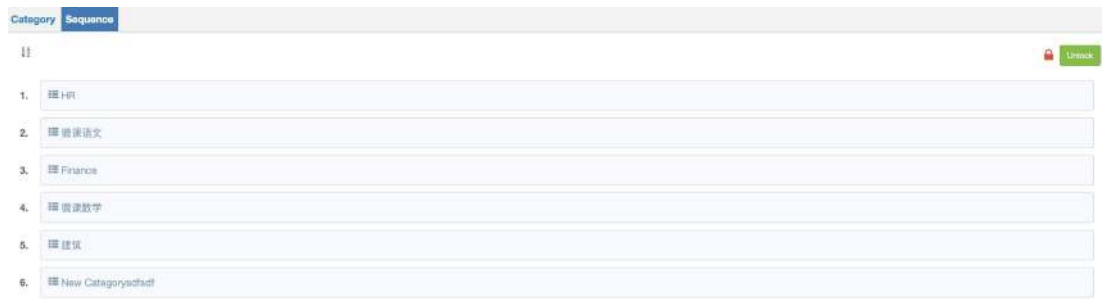 Category Sequence
Unlock
1. HR
2. 微课语文
3. Finance
4. 微课数学
5. 建筑
6. New Categorysdfsdf